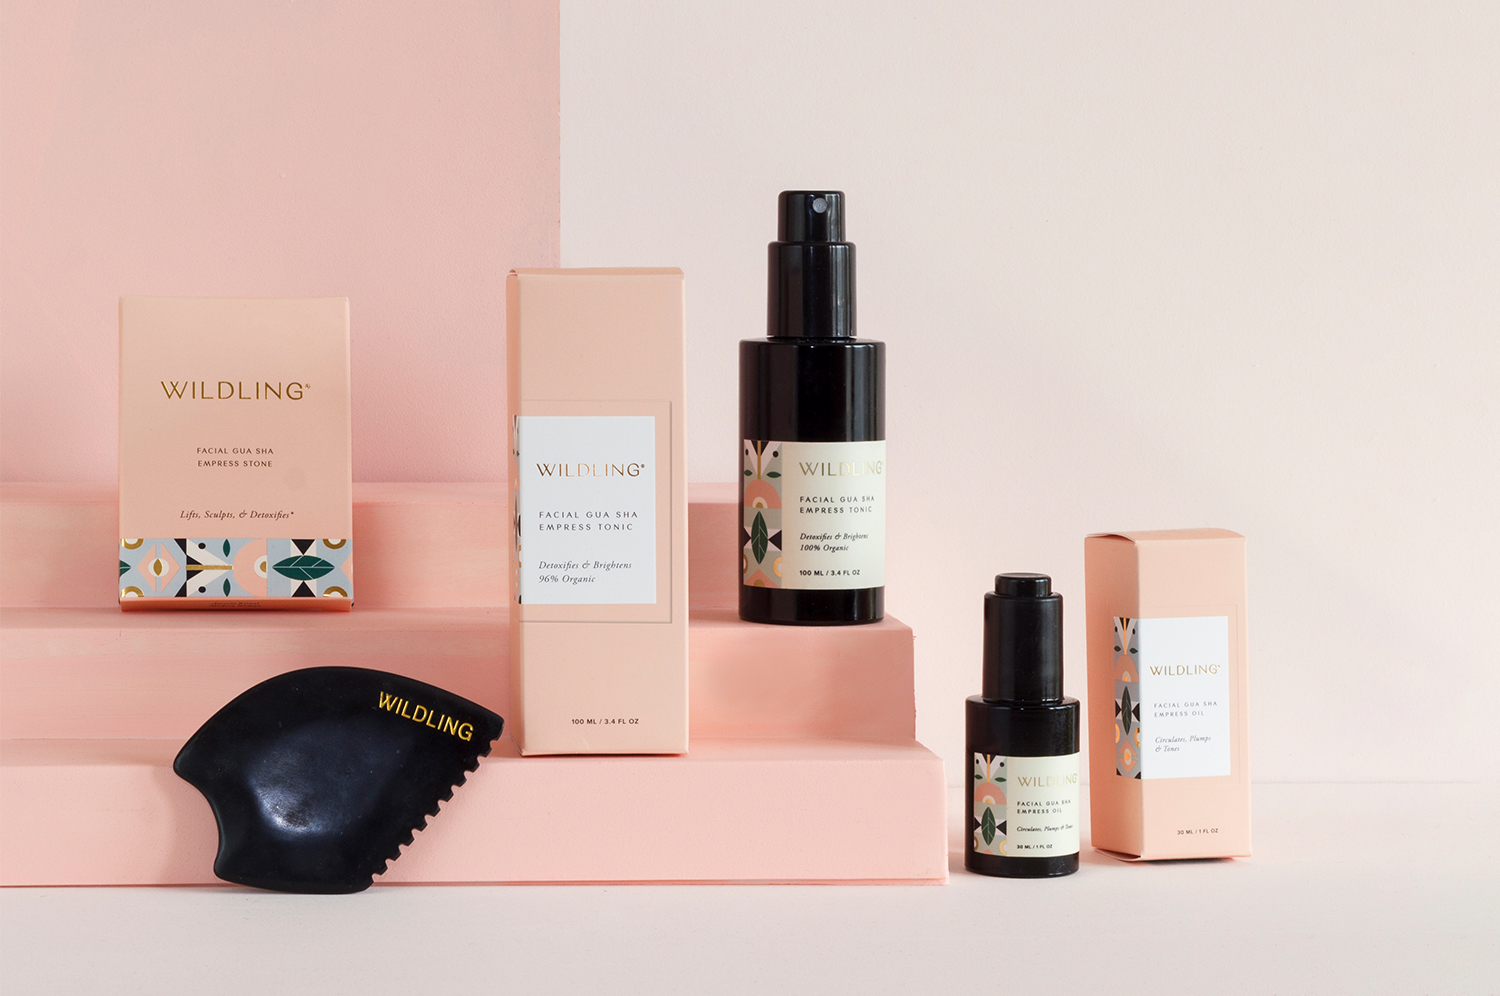 WILDLING®
FACIAL GUA SHA
EMPRESS STONE
Lifts, Sculpts, & Detoxifies*
WILDLING
WILDLING®
FACIAL GUA SHA
EMPRESS TONIC
Detoxifies & Brightens
96% Organic
100 ML / 3.4 FL OZ
WILDLING
FACIAL GUA SHA
EMPRESS TONIC
Detoxifies & Brightens
100% Organic
100 ML / 3.4 FL OZ
WILDLING
FACIAL GUA SHA
EMPRESS OIL
Circulates, Plumps & Tones
30 ML / 1 FL OZ
WILDLING®
FACIAL GUA SHA
EMPRESS OIL
Circulates, Plumps
& Tones
30 ML / 1 FL OZ